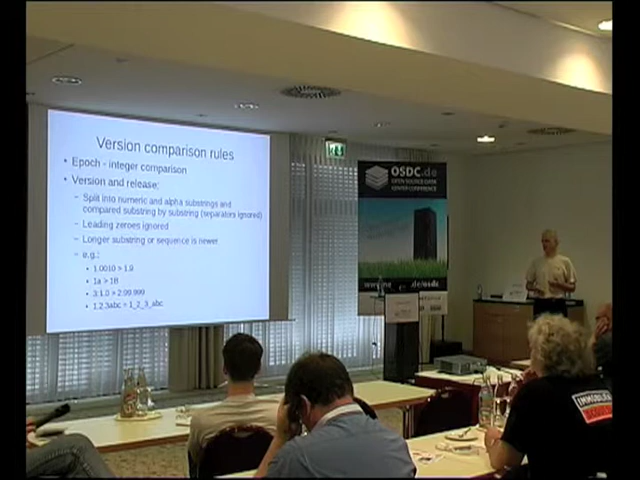 Version comparison rules
• Epoch - integer comparison
• Version and release:
– Split into numeric and alpha substrings and
compared substring by substring (separators ignored)
– Leading zeroes ignored
– Longer substring or sequence is newer
– e.g.:
• 1.0010 > 1.9
• 1a > 1B
• 3:1.0 > 2:99.999
• 1.2.3abc = 1_2_3_abc
OSDC.de
OPEN SOURCE DATA
CENTER CONFERENCE
.de/osdc